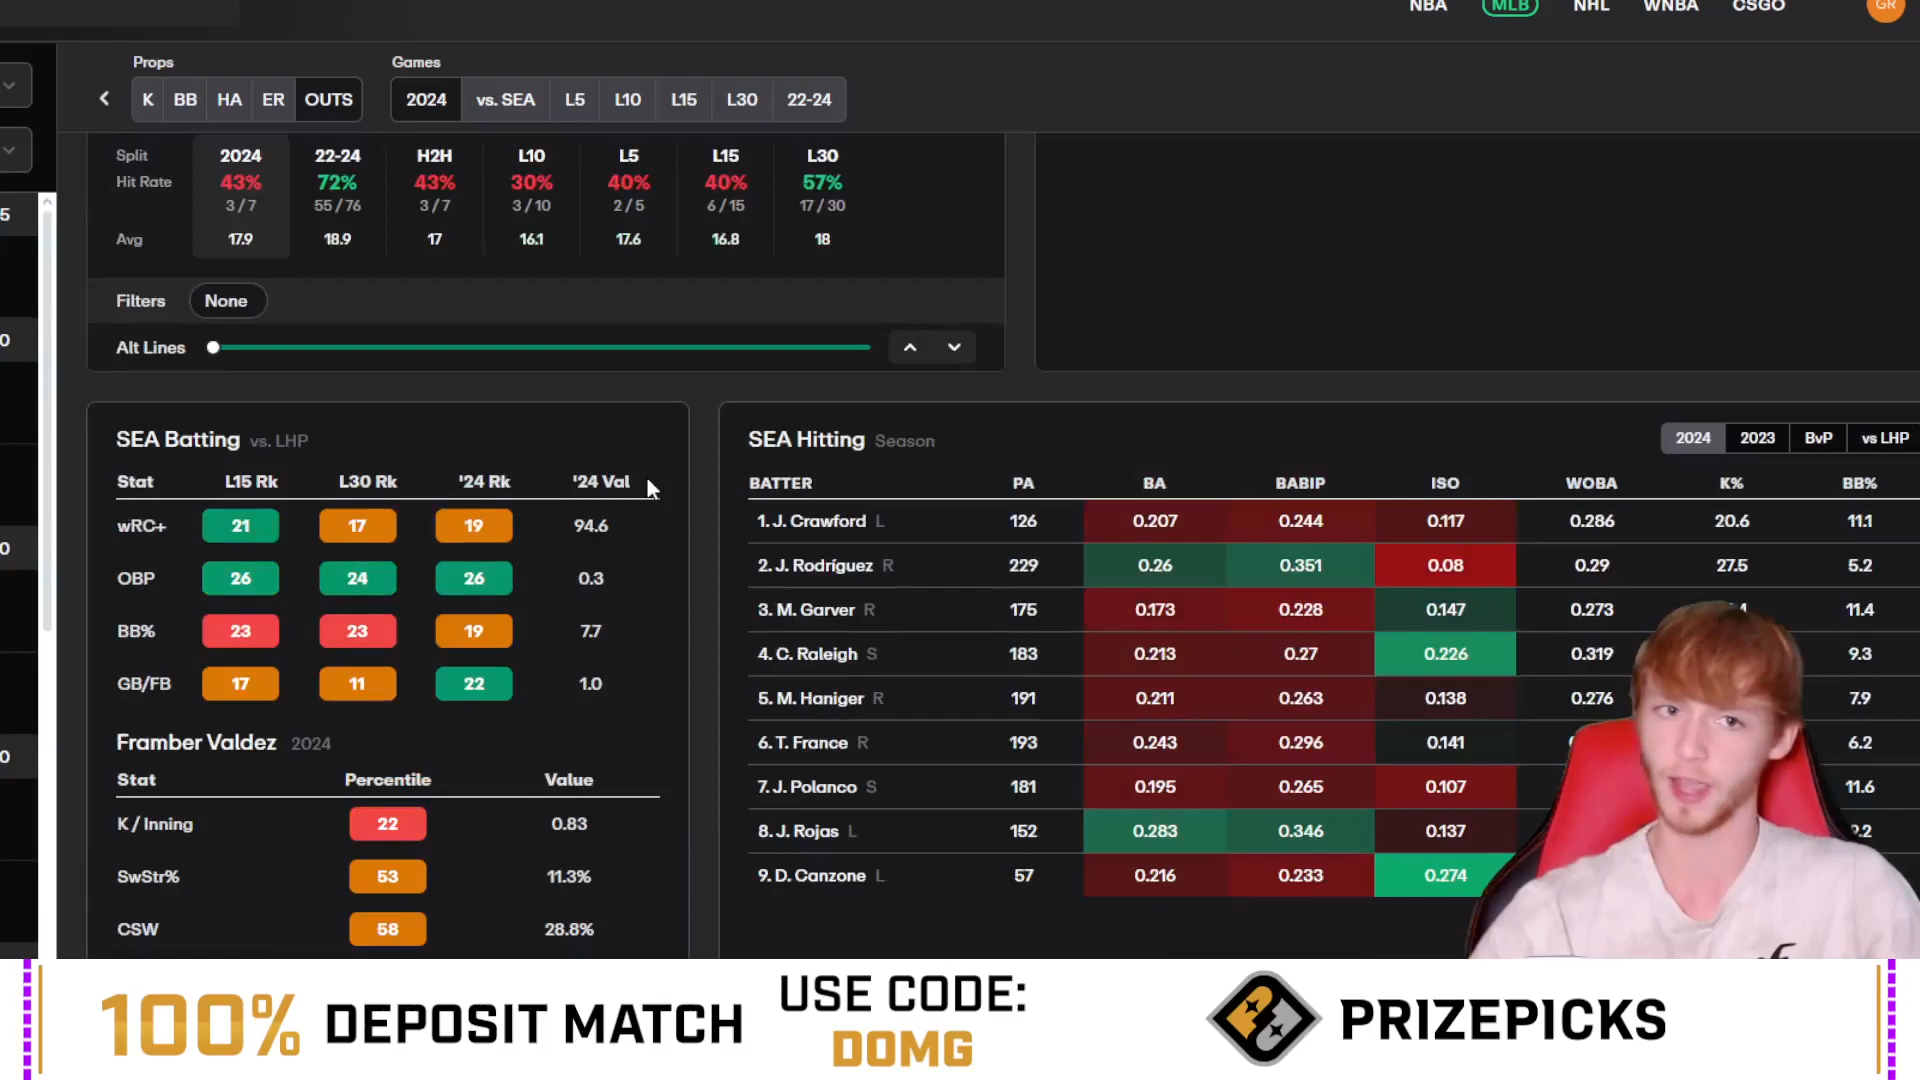 NBA MLB NHL WNBA CSGO GR
Props Games
K BB HA ER OUTS 2024 vs. SEA L5 L10 L15 L30 22-24
Split 2024 22-24 H2H L10 L5 L15 L30
Hit Rate 43% 72% 43% 30% 40% 40% 57%
3 / 7 55 / 76 3 / 7 3 / 10 2 / 5 6 / 15 17 / 30
Avg 17.9 18.9 17 16.1 17.6 16.8 18
Filters None
Alt Lines
SEA Batting vs. LHP
Stat L15 Rk L30 Rk '24 Rk '24 Val
wRC+ 21 17 19 94.6
OBP 26 24 26 0.3
BB% 23 23 19 7.7
GB/FB 17 11 22 1.0
Framber Valdez 2024
Stat Percentile Value
K / Inning 22 0.83
SwStr% 53 11.3%
CSW 58 28.8%
SEA Hitting Season 2024 2023 BvP vs LHP
BATTER PA BA BABIP ISO WOBA K% BB%
1. J. Crawford L 126 0.207 0.244 0.117 0.286 20.6 11.1
2. J. Rodríguez R 229 0.26 0.351 0.08 0.29 27.5 5.2
3. M. Garver R 175 0.173 0.228 0.147 0.273 11.4
4. C. Raleigh S 183 0.213 0.27 0.226 0.319 9.3
5. M. Haniger R 191 0.211 0.263 0.138 0.276 7.9
6. T. France R 193 0.243 0.296 0.141 6.2
7. J. Polanco S 181 0.195 0.265 0.107 11.6
8. J. Rojas L 152 0.283 0.346 0.137
9. D. Canzone L 57 0.216 0.233 0.274
100% DEPOSIT MATCH
USE CODE:
DOMG
PRIZEPICKS